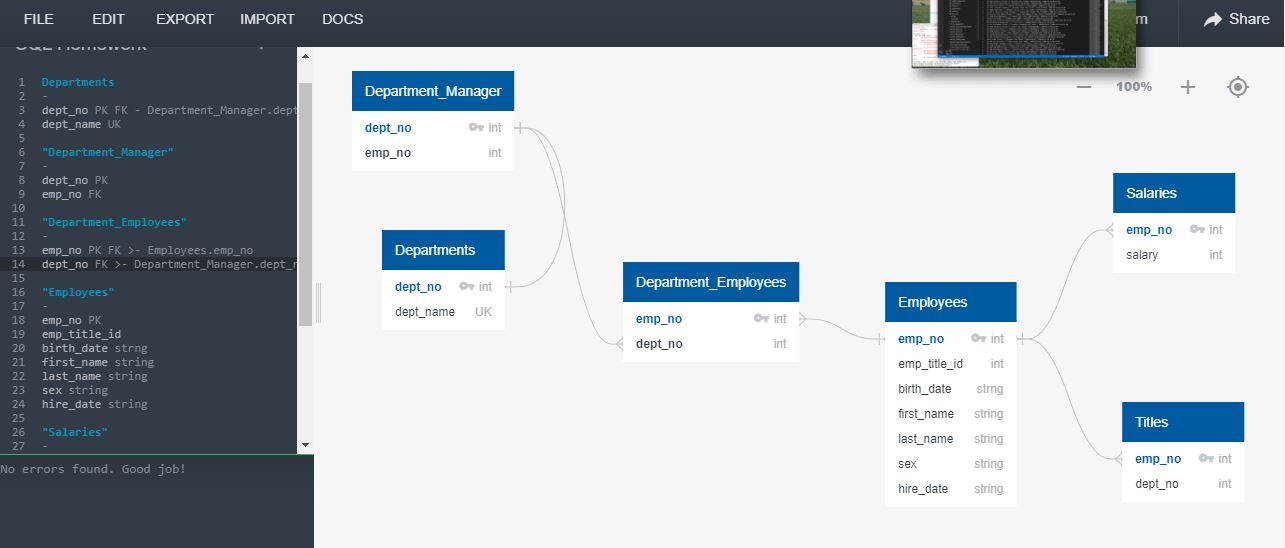 FILE EDIT EXPORT IMPORT DOCS
Share
SQL Homework
1 Departments
2 -
3 dept_no PK FK - Department_Manager.dept
4 dept_name UK
5
6 "Department_Manager"
7 -
8 dept_no PK
9 emp_no FK
10
11 "Department_Employees"
12 -
13 emp_no PK FK >- Employees.emp_no
14 dept_no FK >- Department_Manager.dept_n
15
16 "Employees"
17 -
18 emp_no PK
19 emp_title_id
20 birth_date strng
21 first_name string
22 last_name string
23 sex string
24 hire_date string
25
26 "Salaries"
27 -
No errors found. Good job!
100%
Department_Manager
dept_no int
emp_no int
Departments
dept_no int
dept_name UK
Department_Employees
emp_no int
dept_no int
Employees
emp_no int
emp_title_id int
birth_date strng
first_name string
last_name string
sex string
hire_date string
Salaries
emp_no int
salary int
Titles
emp_no int
dept_no int